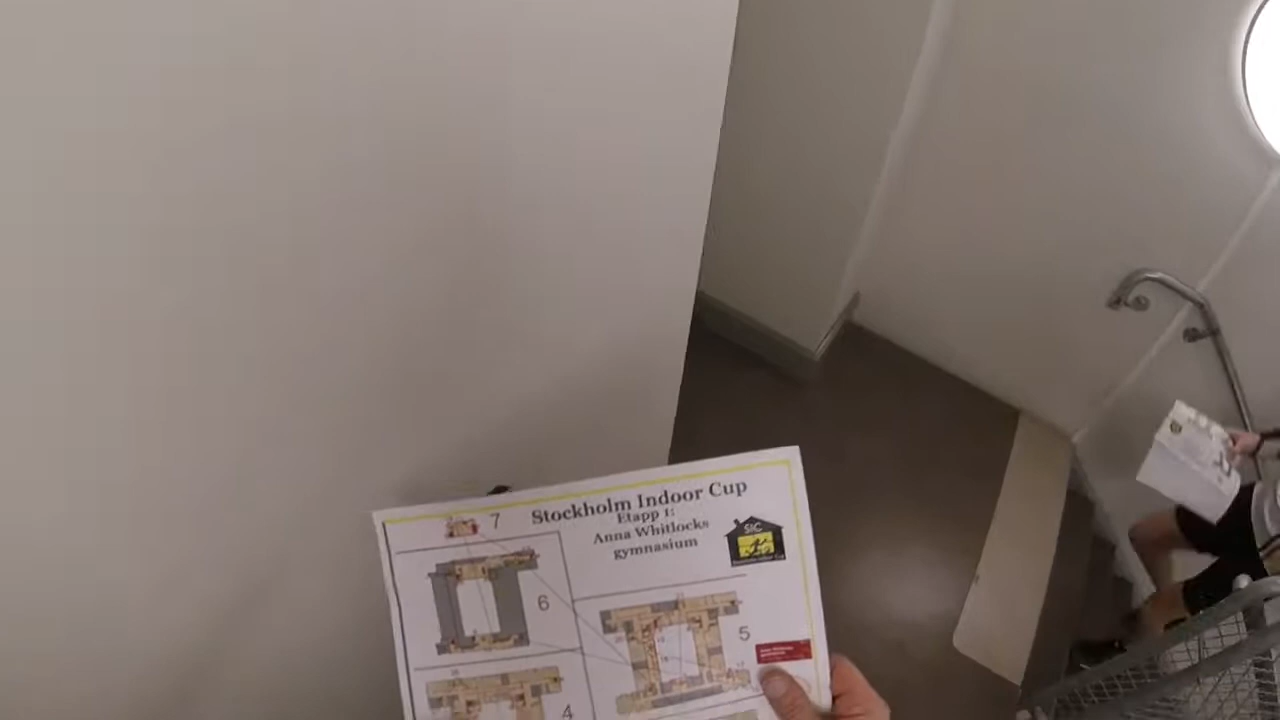 Stockholm Indoor Cup
Etapp 1:
Anna Whitlocks
gymnasium
SIC
7
6
5
4